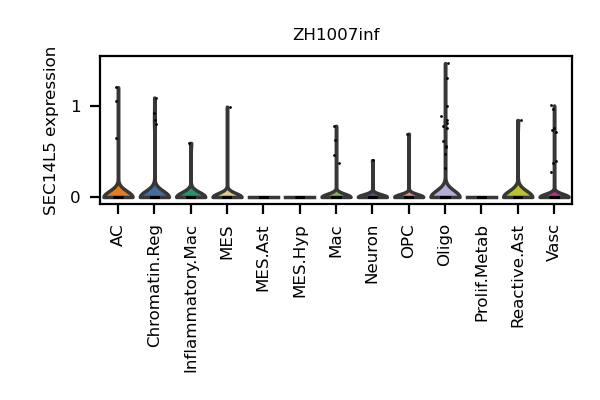 ZH1007inf
SEC14L5 expression
1
0
AC
Chromatin.Reg
Inflammatory.Mac
MES
MES.Ast
MES.Hyp
Mac
Neuron
OPC
Oligo
Prolif.Metab
Reactive.Ast
Vasc